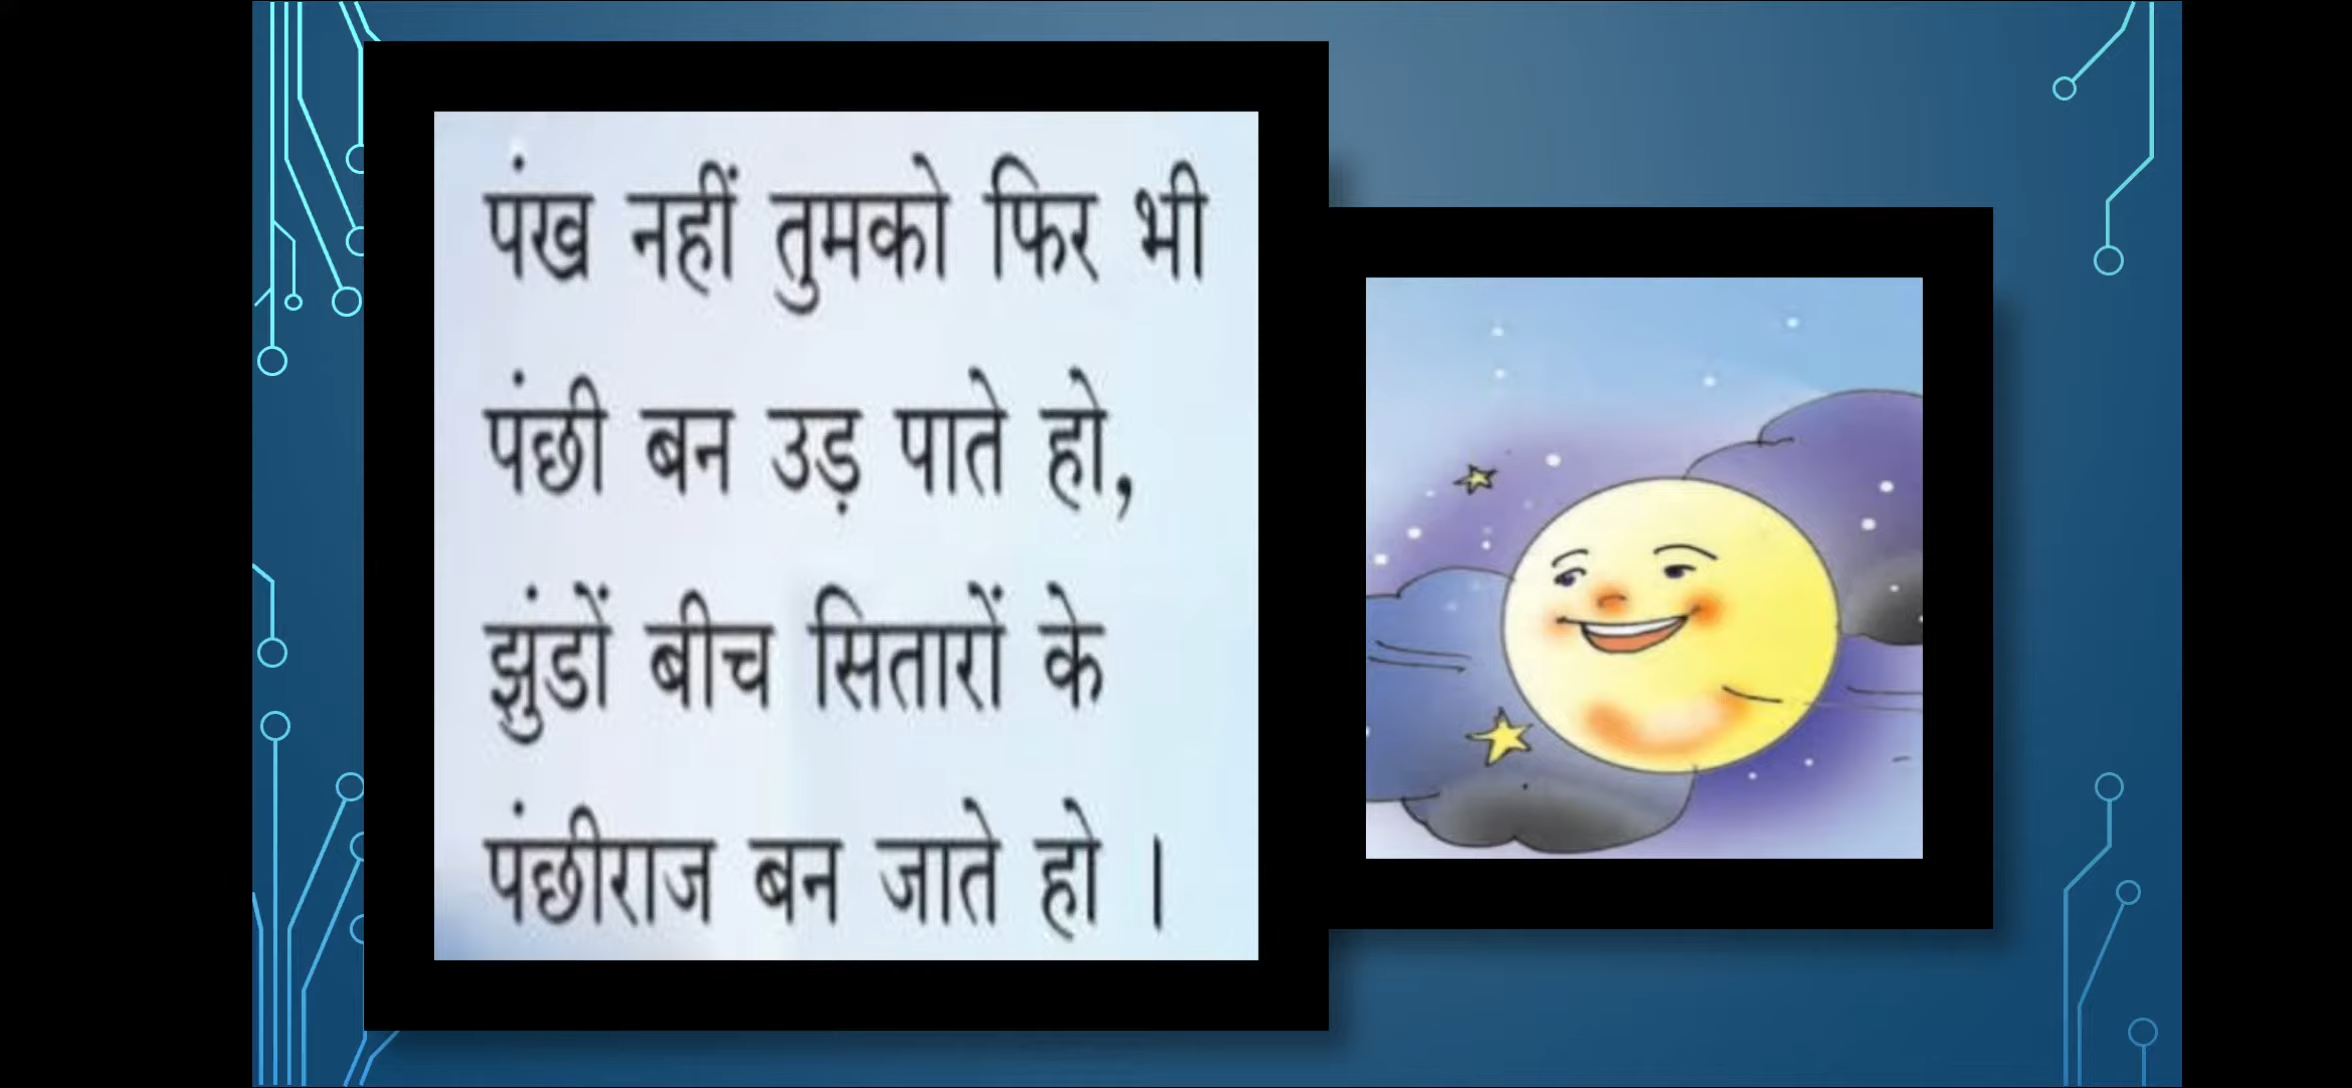 पंख नहीं तुमको फिर भी
पंछी बन उड़ पाते हो,
झुंडों बीच सितारों के
पंछीराज बन जाते हो ।